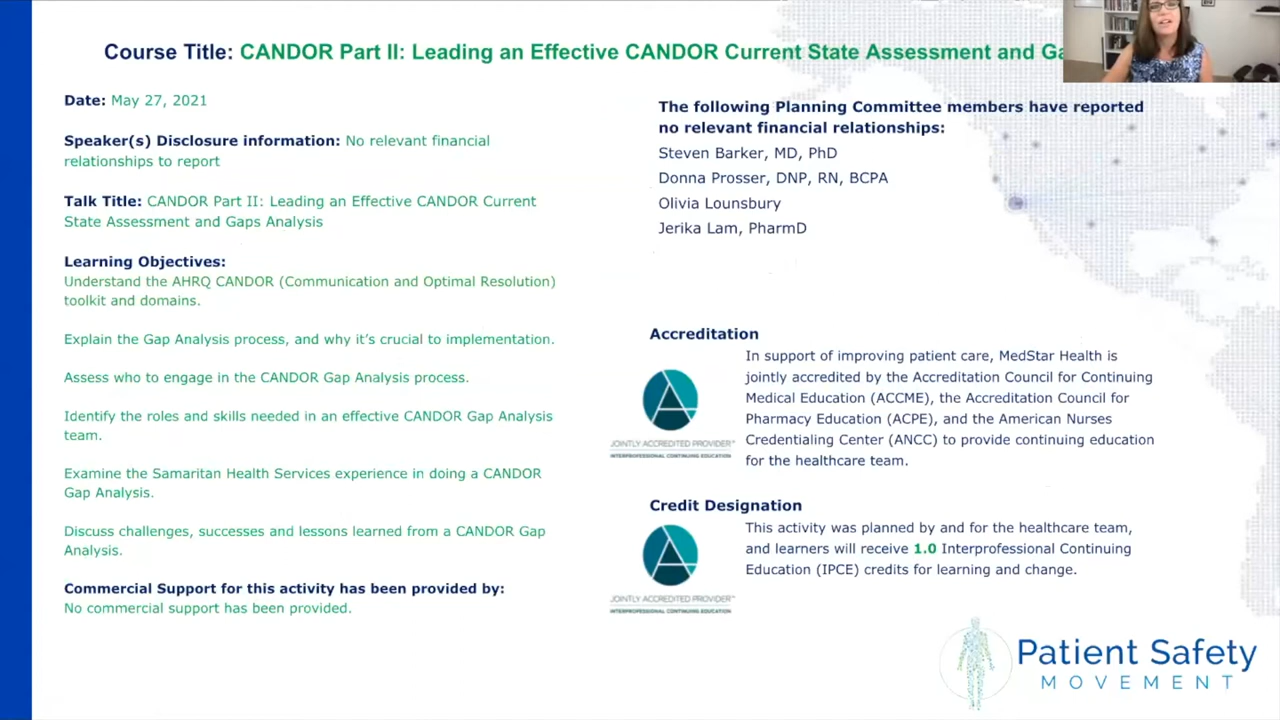 Course Title: CANDOR Part II: Leading an Effective CANDOR Current State Assessment and
Date: May 27, 2021
Speaker(s) Disclosure information: No relevant financial
relationships to report
Talk Title: CANDOR Part II: Leading an Effective CANDOR Current
State Assessment and Gaps Analysis
Learning Objectives:
Understand the AHRQ CANDOR (Communication and Optimal Resolution)
toolkit and domains.
Explain the Gap Analysis process, and why it's crucial to implementation.
Assess who to engage in the CANDOR Gap Analysis process.
Identify the roles and skills needed in an effective CANDOR Gap Analysis
team.
Examine the Samaritan Health Services experience in doing a CANDOR
Gap Analysis.
Discuss challenges, successes and lessons learned from a CANDOR Gap
Analysis.
Commercial Support for this activity has been provided by:
No commercial support has been provided.
The following Planning Committee members have reported
no relevant financial relationships:
Steven Barker, MD, PhD
Donna Prosser, DNP, RN, BCPA
Olivia Lounsbury
Jerika Lam, PharmD
Accreditation
In support of improving patient care, MedStar Health is
jointly accredited by the Accreditation Council for Continuing
Medical Education (ACCME), the Accreditation Council for
Pharmacy Education (ACPE), and the American Nurses
Credentialing Center (ANCC) to provide continuing education
for the healthcare team.
JOINTLY ACCREDITED PROVIDER™
INTERPROFESSIONAL CONTINUING EDUCATION
Credit Designation
This activity was planned by and for the healthcare team,
and learners will receive 1.0 Interprofessional Continuing
Education (IPCE) credits for learning and change.
JOINTLY ACCREDITED PROVIDER™
INTERPROFESSIONAL CONTINUING EDUCATION
Patient Safety
MOVEMENT